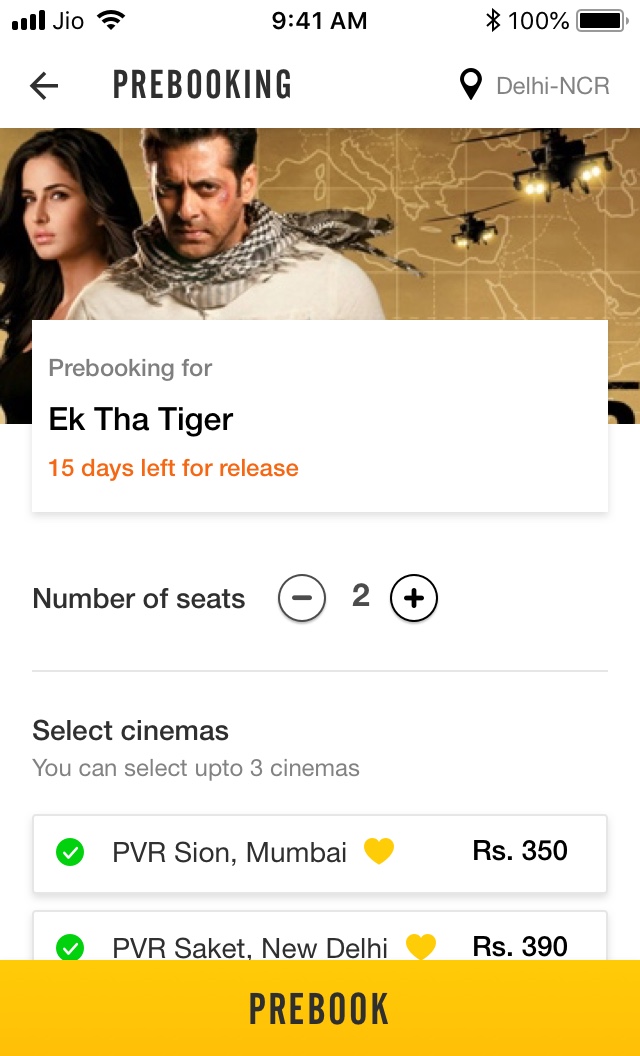 Jio 9:41 AM 100%
PREBOOKING Delhi-NCR
Prebooking for
Ek Tha Tiger
15 days left for release
Number of seats 2
Select cinemas
You can select upto 3 cinemas
PVR Sion, Mumbai Rs. 350
PVR Saket, New Delhi Rs. 390
PREBOOK